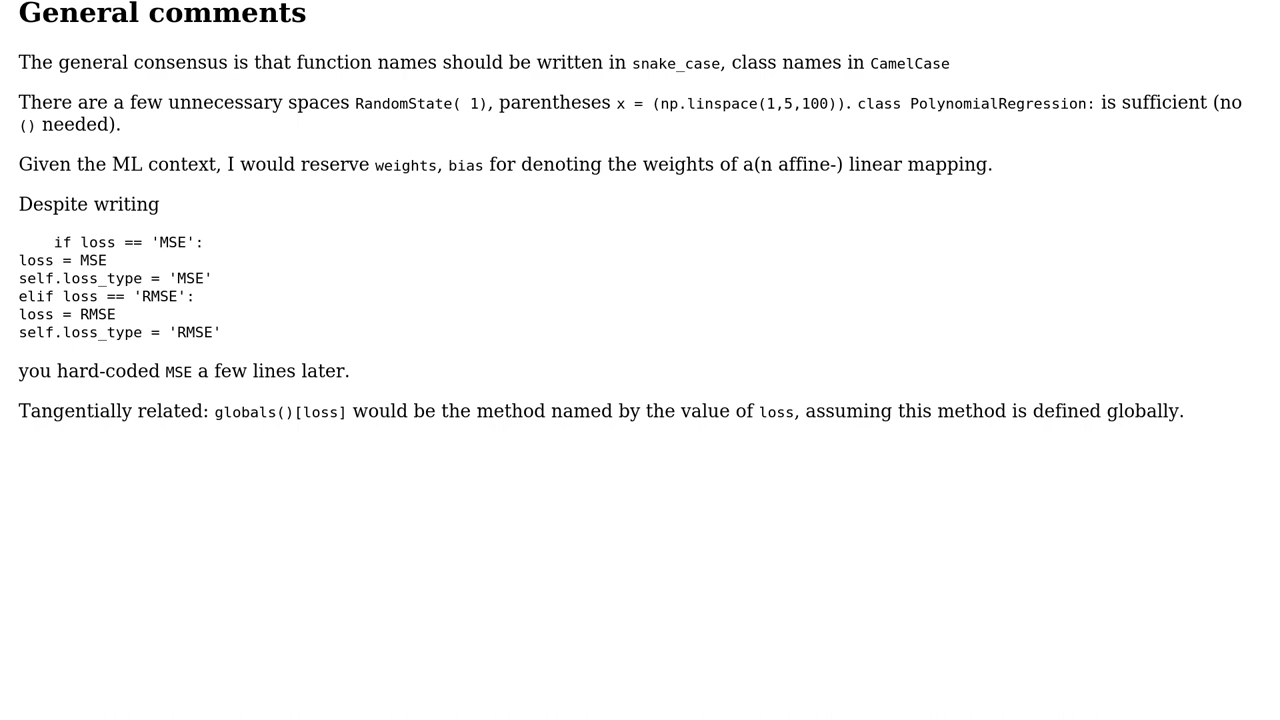 General comments
The general consensus is that function names should be written in snake_case, class names in CamelCase
There are a few unnecessary spaces RandomState( 1), parentheses x = (np.linspace(1,5,100)). class PolynomialRegression: is sufficient (no
() needed).
Given the ML context, I would reserve weights, bias for denoting the weights of a(n affine-) linear mapping.
Despite writing
    if loss == 'MSE':
loss = MSE
self.loss_type = 'MSE'
elif loss == 'RMSE':
loss = RMSE
self.loss_type = 'RMSE'
you hard-coded MSE a few lines later.
Tangentially related: globals()[loss] would be the method named by the value of loss, assuming this method is defined globally.